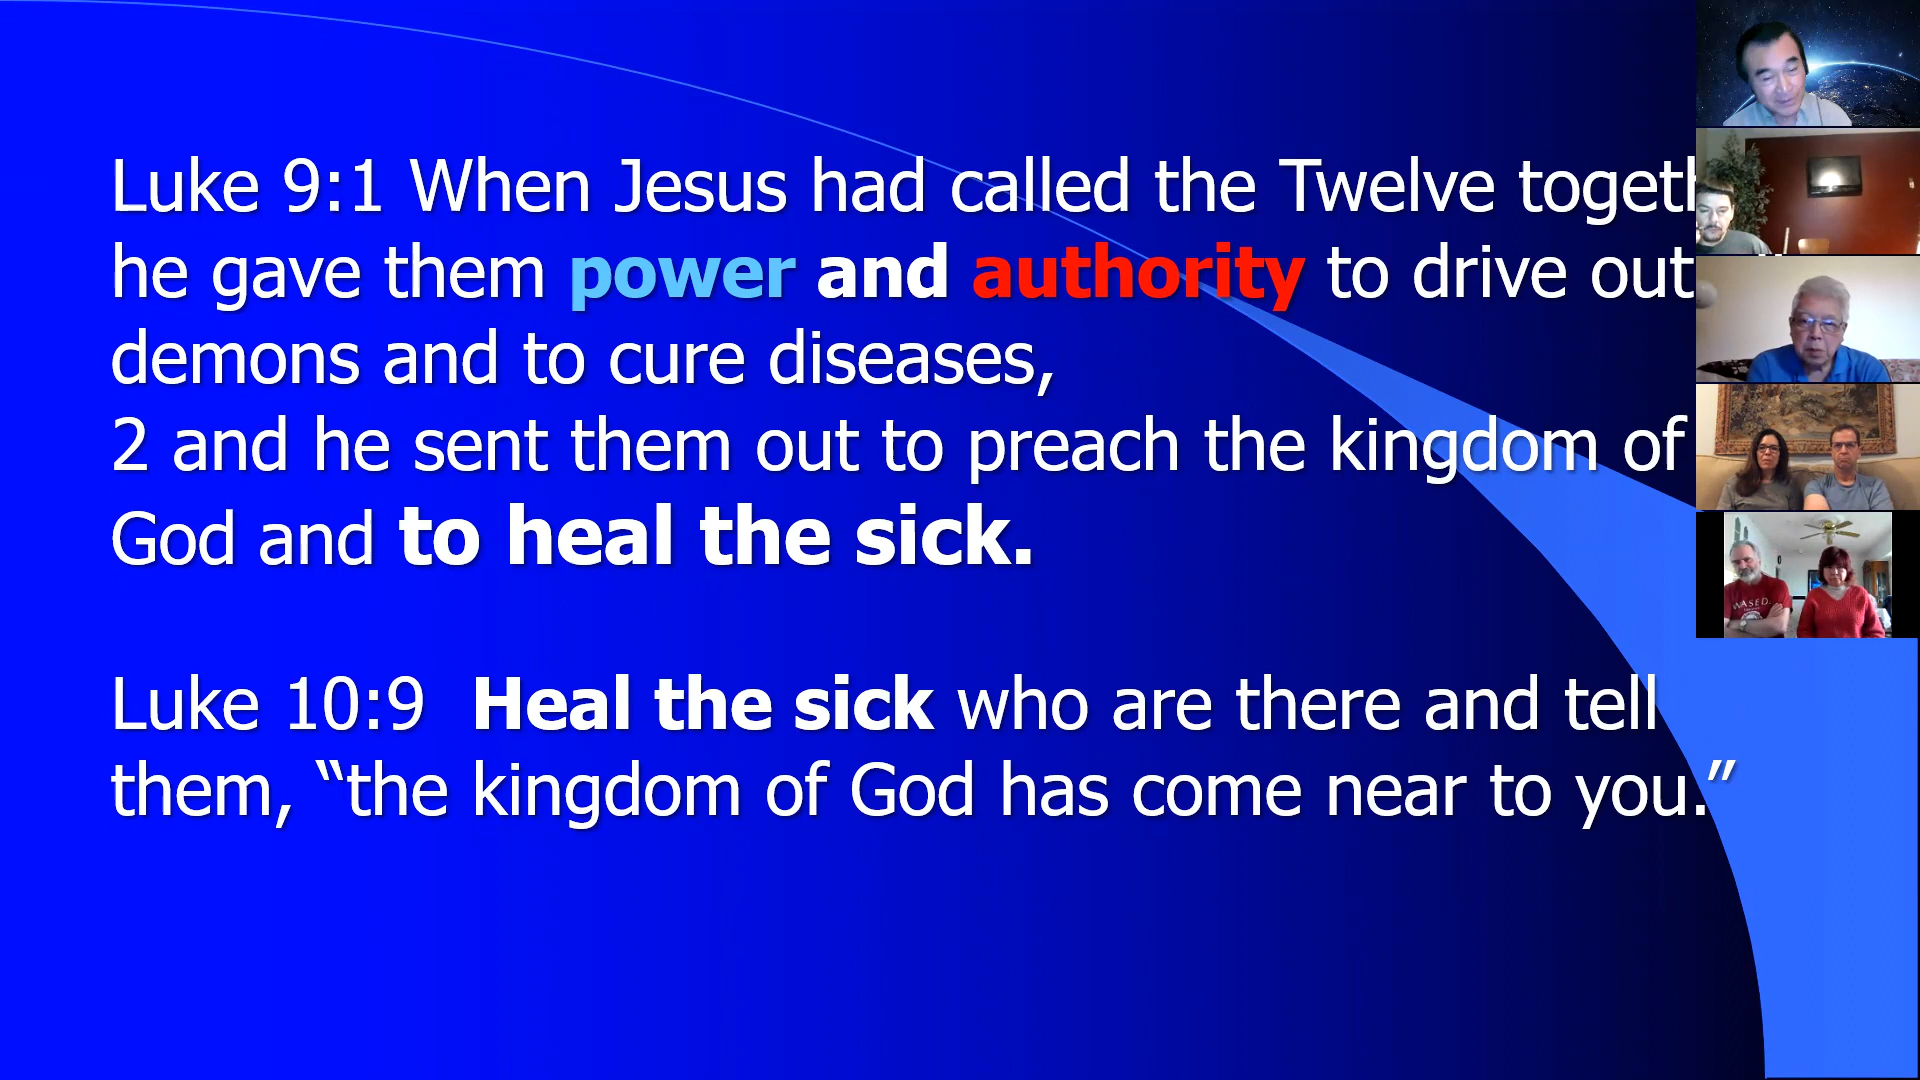 Luke 9:1 When Jesus had called the Twelve
he gave them power and authority to drive out
demons and to cure diseases,
2 and he sent them out to preach the kingdom of
God and to heal the sick.
Luke 10:9 Heal the sick who are there and tell
them, “the kingdom of God has come near to you.”